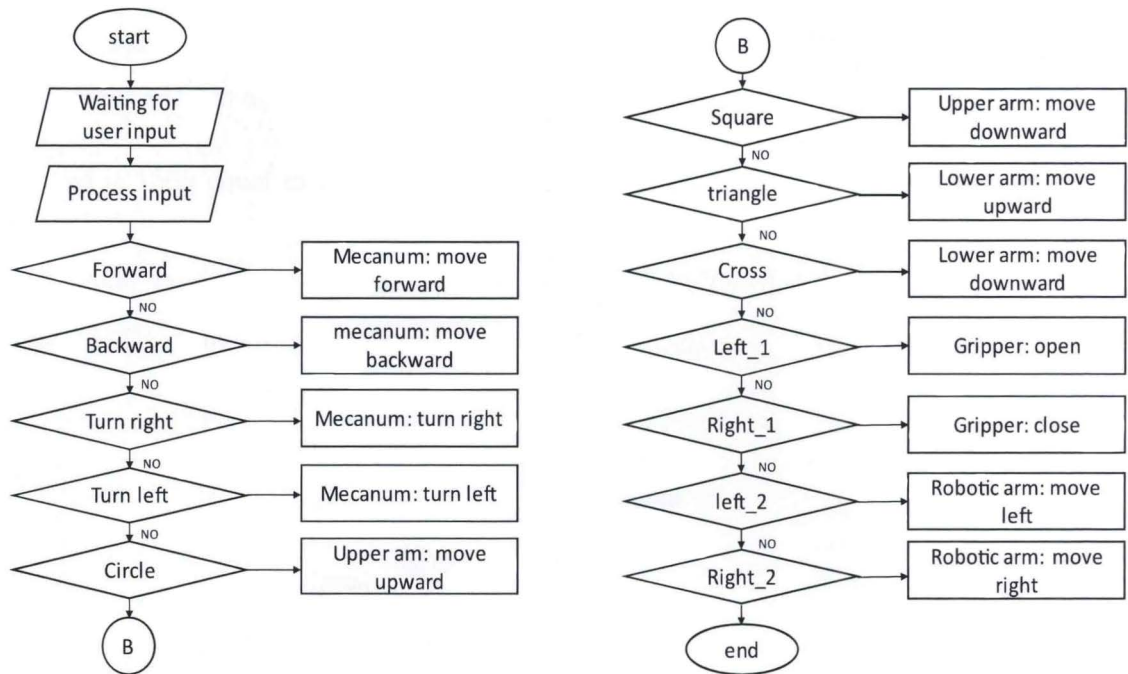 start
Waiting for
user input
Process input
Forward
Mecanum: move
forward
NO
Backward
mecanum: move
backward
NO
Turn right
Mecanum: turn right
NO
Turn left
Mecanum: turn left
NO
Circle
Upper am: move
upward
B
B
Square
Upper arm: move
downward
NO
triangle
Lower arm: move
upward
NO
Cross
Lower arm: move
downward
NO
Left_1
Gripper: open
NO
Right_1
Gripper: close
NO
left_2
Robotic arm: move
left
NO
Right_2
Robotic arm: move
right
end